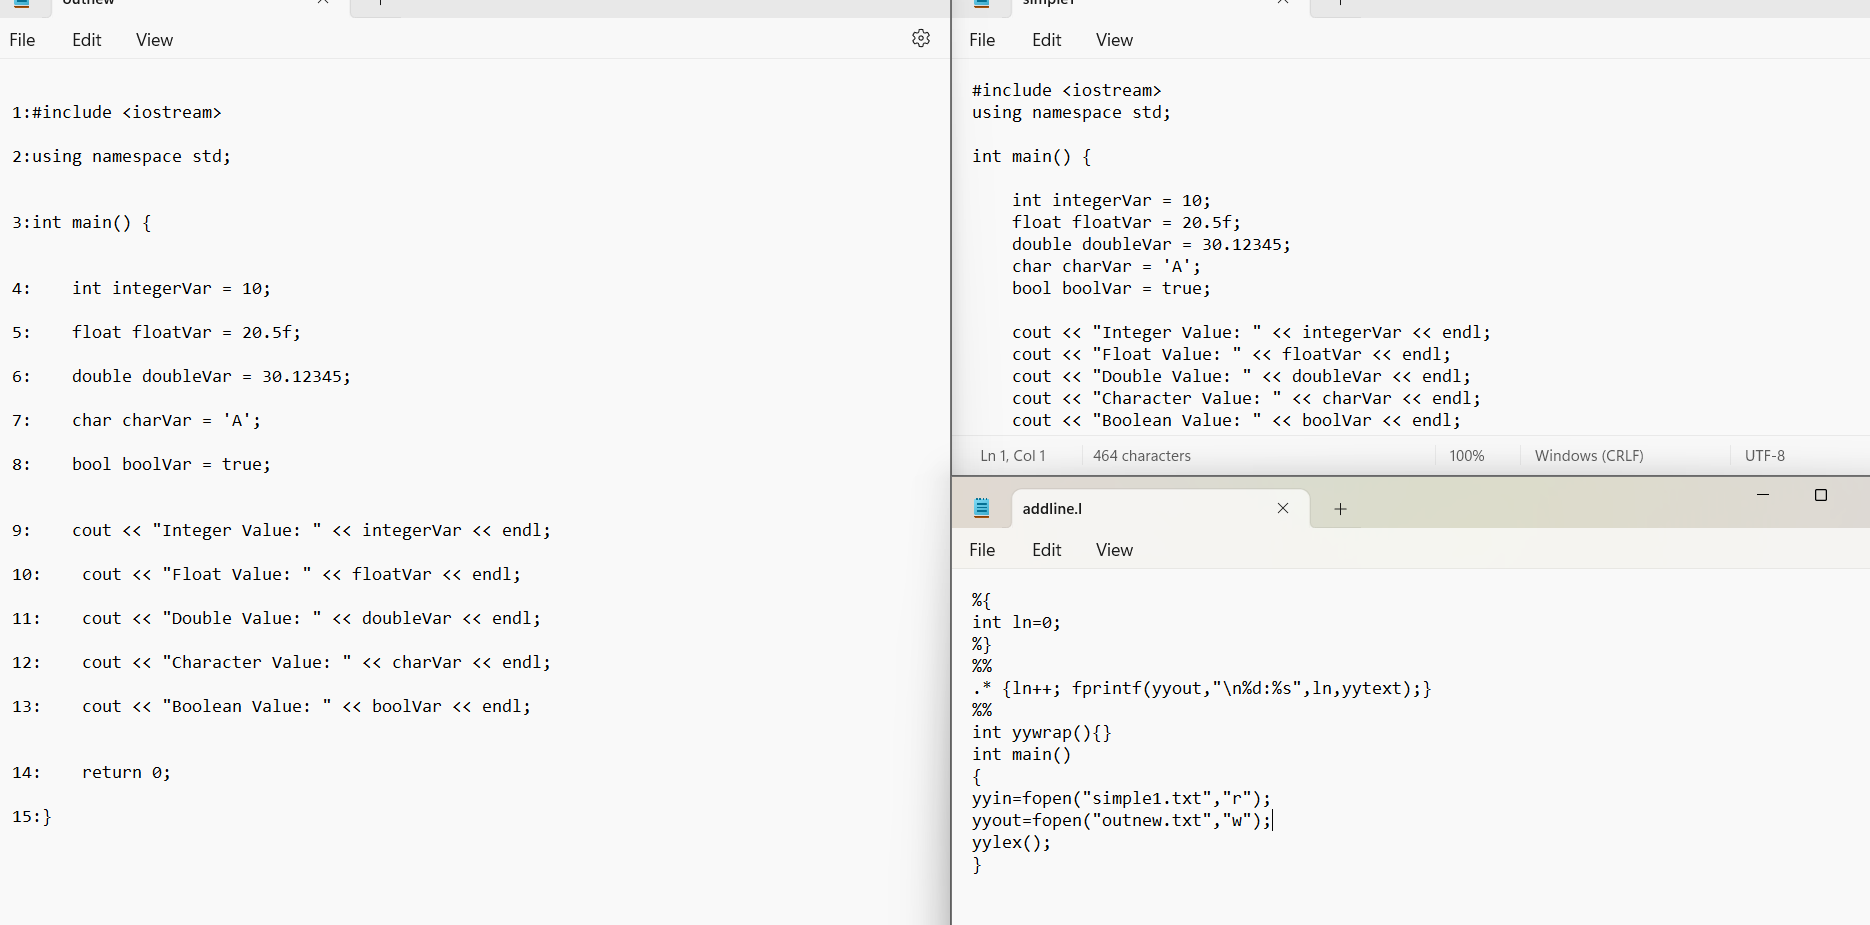 outnew
File Edit View
1:#include <iostream>
2:using namespace std;
3:int main() {
4:    int integerVar = 10;
5:    float floatVar = 20.5f;
6:    double doubleVar = 30.12345;
7:    char charVar = 'A';
8:    bool boolVar = true;
9:    cout << "Integer Value: " << integerVar << endl;
10:    cout << "Float Value: " << floatVar << endl;
11:    cout << "Double Value: " << doubleVar << endl;
12:    cout << "Character Value: " << charVar << endl;
13:    cout << "Boolean Value: " << boolVar << endl;
14:    return 0;
15:}
simple1
File Edit View
#include <iostream>
using namespace std;
int main() {
    int integerVar = 10;
    float floatVar = 20.5f;
    double doubleVar = 30.12345;
    char charVar = 'A';
    bool boolVar = true;
    cout << "Integer Value: " << integerVar << endl;
    cout << "Float Value: " << floatVar << endl;
    cout << "Double Value: " << doubleVar << endl;
    cout << "Character Value: " << charVar << endl;
    cout << "Boolean Value: " << boolVar << endl;
Ln 1, Col 1 464 characters 100% Windows (CRLF) UTF-8
addline.l
File Edit View
%{
int ln=0;
%}
%%
.* {ln++; fprintf(yyout,"\n%d:%s",ln,yytext);}
%%
int yywrap(){}
int main()
{
yyin=fopen("simple1.txt","r");
yyout=fopen("outnew.txt","w");
yylex();
}